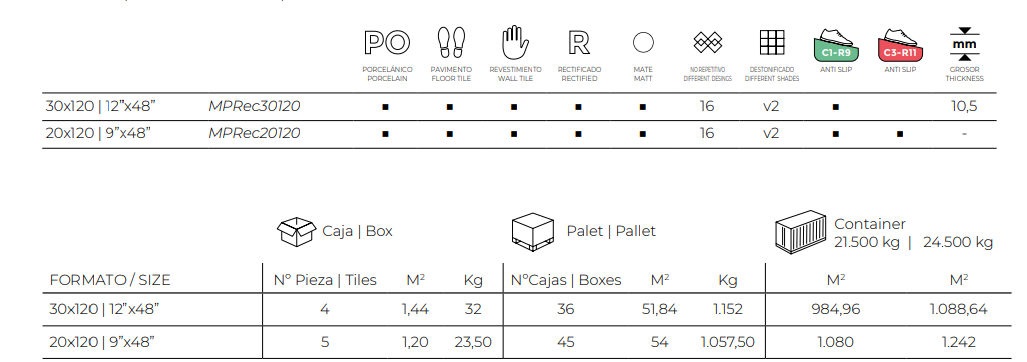 PO
R
C1-R9
C3-R11
mm
PORCELÁNICO PAVIMENTO REVESTIMIENTO RECTIFICADO MATE NO REPETITIVO DESTONIFICADO ANTI SLIP ANTI SLIP GROSOR
PORCELAIN FLOOR TILE WALL TILE RECTIFIED MATT DIFFERENT DESINGS DIFFERENT SHADES THICKNESS
30x120 | 12”x48” MPRec30120 ▪ ▪ ▪ ▪ ▪ 16 v2 ▪ 10,5
20x120 | 9”x48” MPRec20120 ▪ ▪ ▪ ▪ ▪ 16 v2 ▪ ▪ -
Caja | Box Palet | Pallet Container
21.500 kg | 24.500 kg
FORMATO / SIZE Nº Pieza | Tiles M² Kg NºCajas | Boxes M² Kg M² M²
30x120 | 12”x48” 4 1,44 32 36 51,84 1.152 984,96 1.088,64
20x120 | 9”x48” 5 1,20 23,50 45 54 1.057,50 1.080 1.242